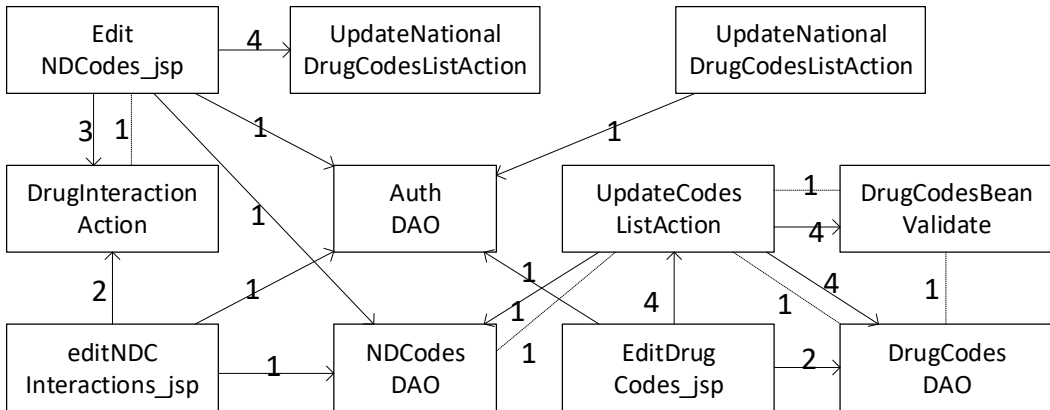 Edit
NDCodes_jsp
4
UpdateNational
DrugCodesListAction
UpdateNational
DrugCodesListAction
3
1
1
1
1
DrugInteraction
Action
Auth
DAO
UpdateCodes
ListAction
1
4
DrugCodesBean
Validate
2
1
1
1
1
4
4
1
1
editNDC
Interactions_jsp
1
NDCodes
DAO
1
EditDrug
Codes_jsp
2
DrugCodes
DAO